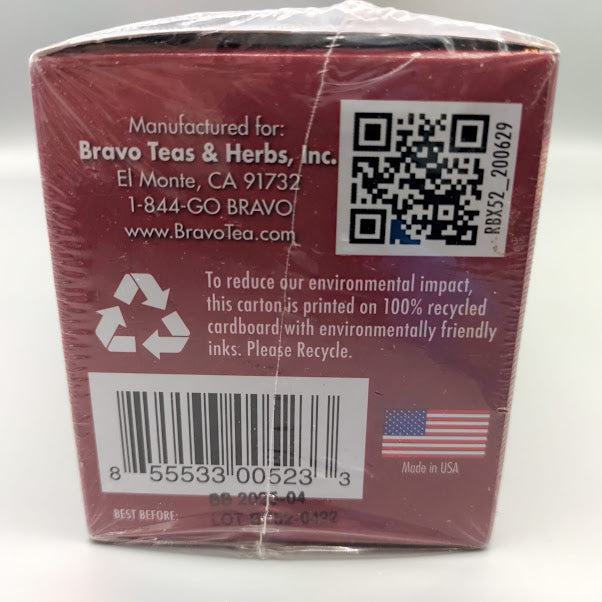 Manufactured for:
Bravo Teas & Herbs, Inc.
El Monte, CA 91732
1-844-GO BRAVO
www.BravoTea.com
RBX52_200629
To reduce our environmental impact,
this carton is printed on 100% recycled
cardboard with environmentally friendly
inks. Please Recycle.
8 55533 00523 3
Made in USA
BB
BEST BEFORE:
LOT